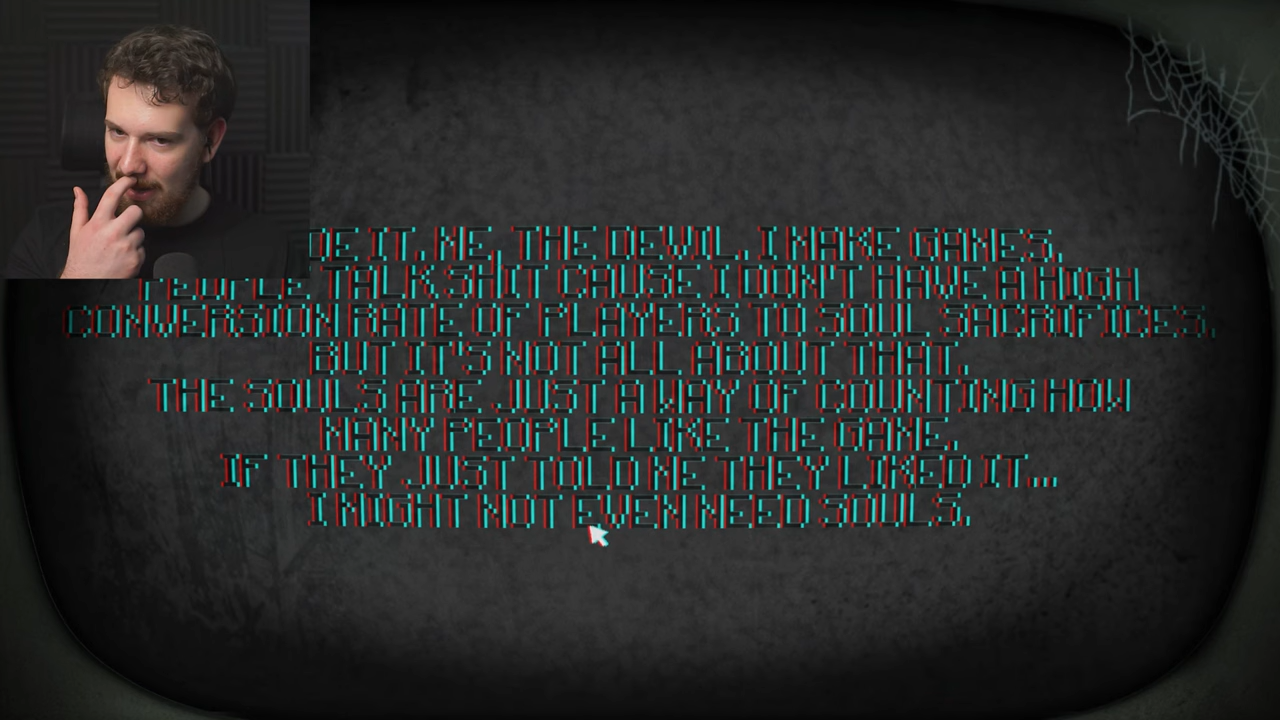 DE IT. ME, THE DEVIL. I MAKE GAMES.
PEOPLE TALK SHIT CAUSE I DON'T HAVE A HIGH
CONVERSION RATE OF PLAYERS TO SOUL SACRIFICES.
BUT IT'S NOT ALL ABOUT THAT.
THE SOULS ARE JUST A WAY OF COUNTING HOW
MANY PEOPLE LIKE THE GAME.
IF THEY JUST TOLD ME THEY LIKED IT...
I MIGHT NOT EVEN NEED SOULS.